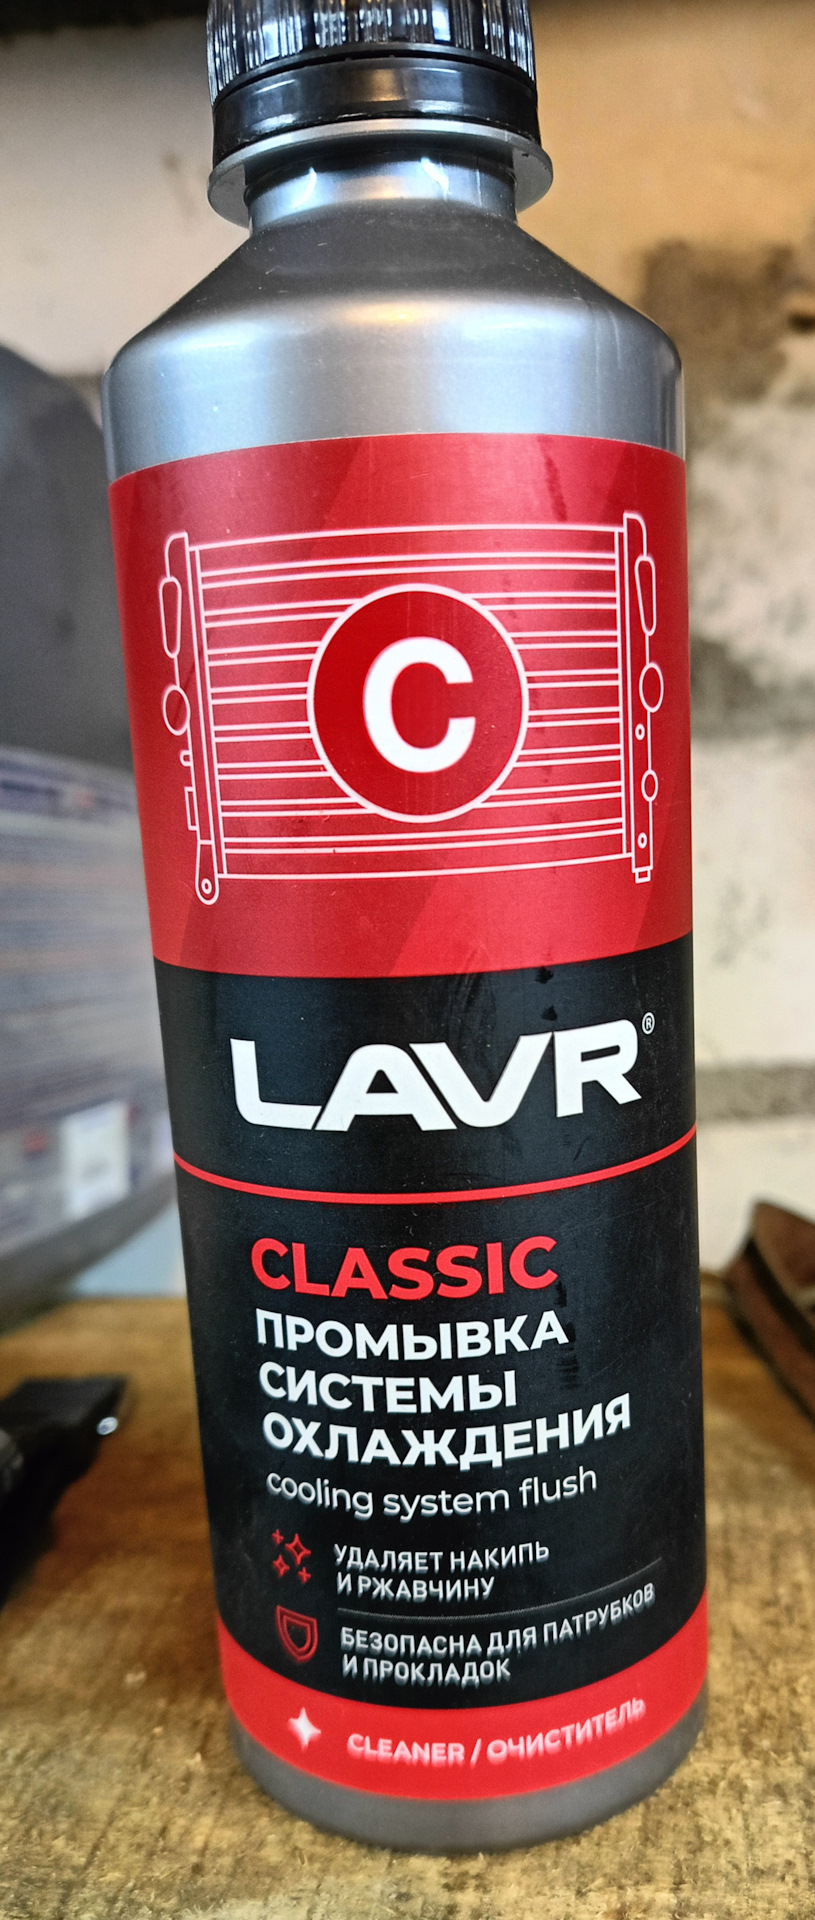 C
LAVR®
CLASSIC
ПРОМЫВКА
СИСТЕМЫ
ОХЛАЖДЕНИЯ
cooling system flush
УДАЛЯЕТ НАКИПЬ
И РЖАВЧИНУ
БЕЗОПАСНА ДЛЯ ПАТРУБКОВ
И ПРОКЛАДОК
CLEANER / ОЧИСТИТЕЛЬ